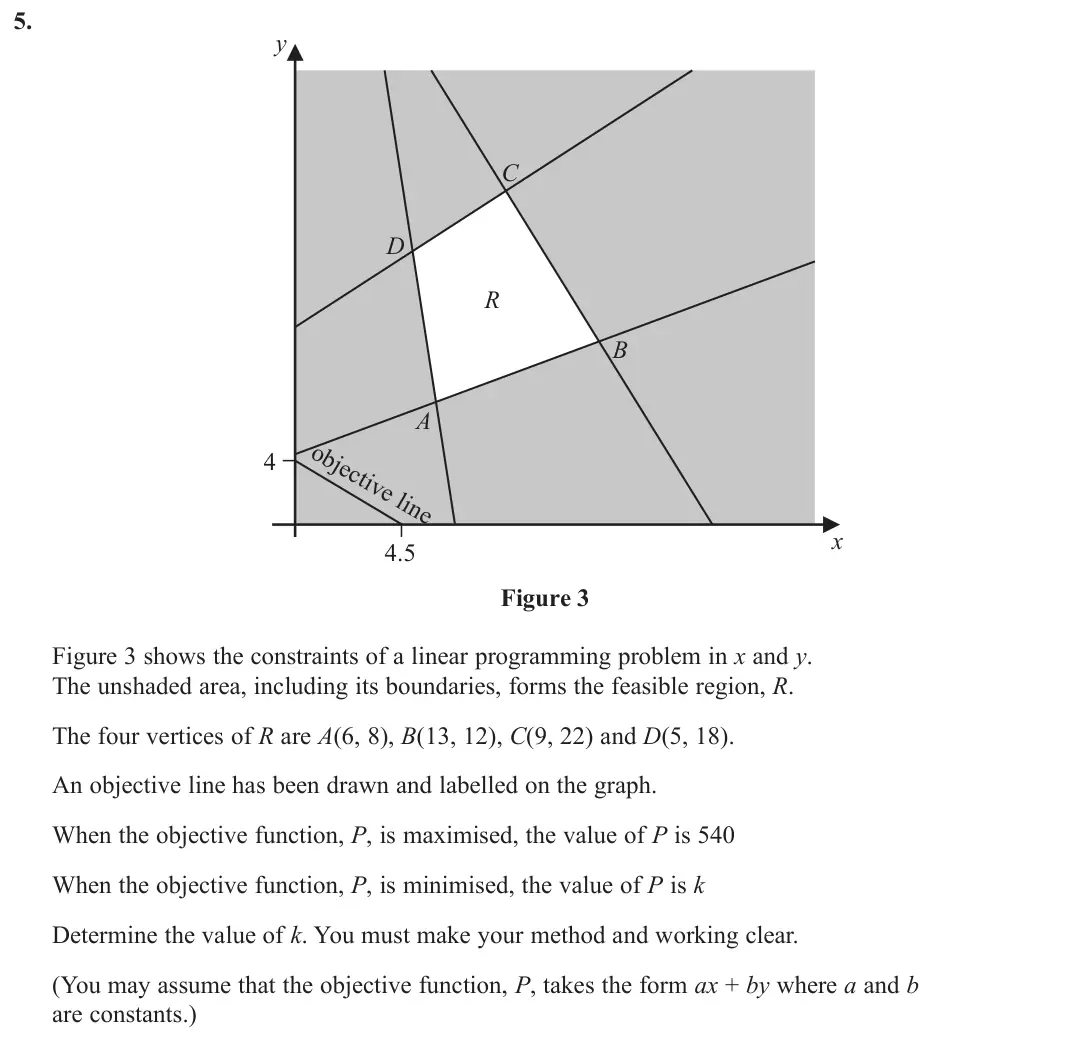 5.
y
C
D
R
B
A
4
objective line
4.5
x
Figure 3
Figure 3 shows the constraints of a linear programming problem in x and y.
The unshaded area, including its boundaries, forms the feasible region, R.
The four vertices of R are A(6, 8), B(13, 12), C(9, 22) and D(5, 18).
An objective line has been drawn and labelled on the graph.
When the objective function, P, is maximised, the value of P is 540
When the objective function, P, is minimised, the value of P is k
Determine the value of k. You must make your method and working clear.
(You may assume that the objective function, P, takes the form ax + by where a and b
are constants.)